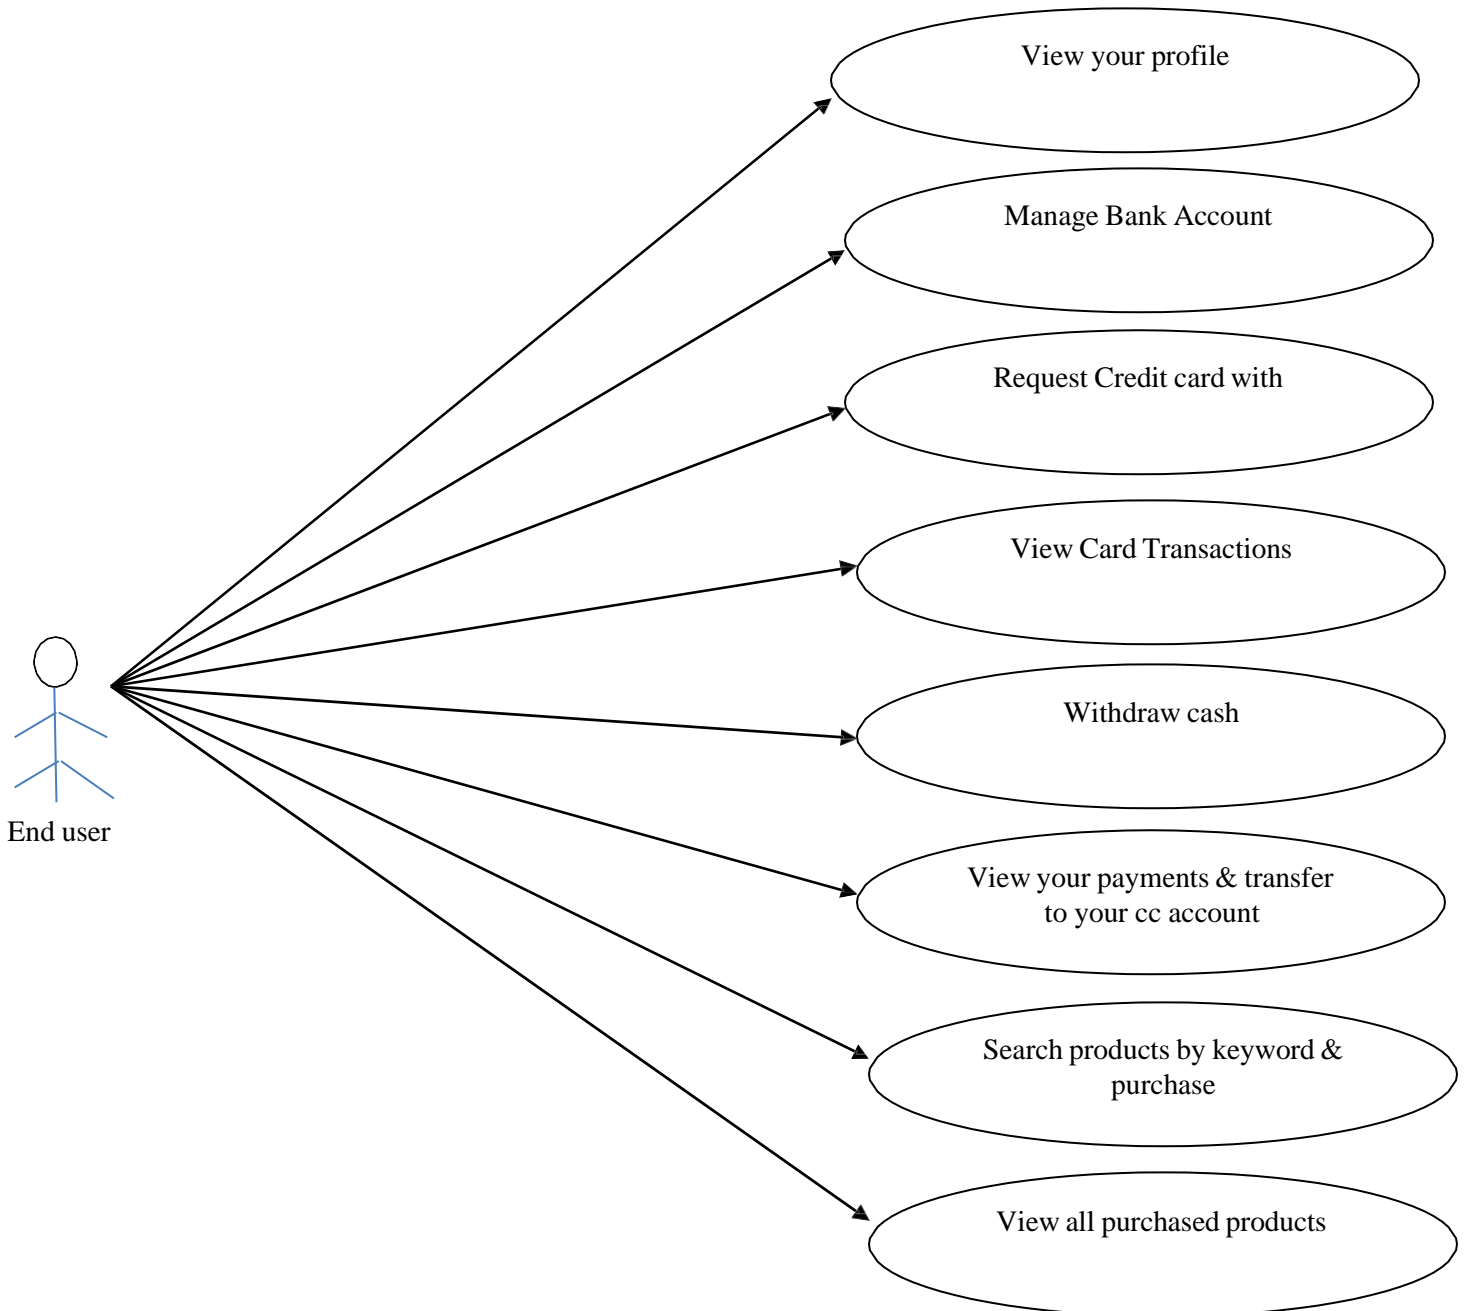 View your profile
Manage Bank Account
Request Credit card with
View Card Transactions
Withdraw cash
End user
View your payments & transfer
to your cc account
Search products by keyword &
purchase
View all purchased products